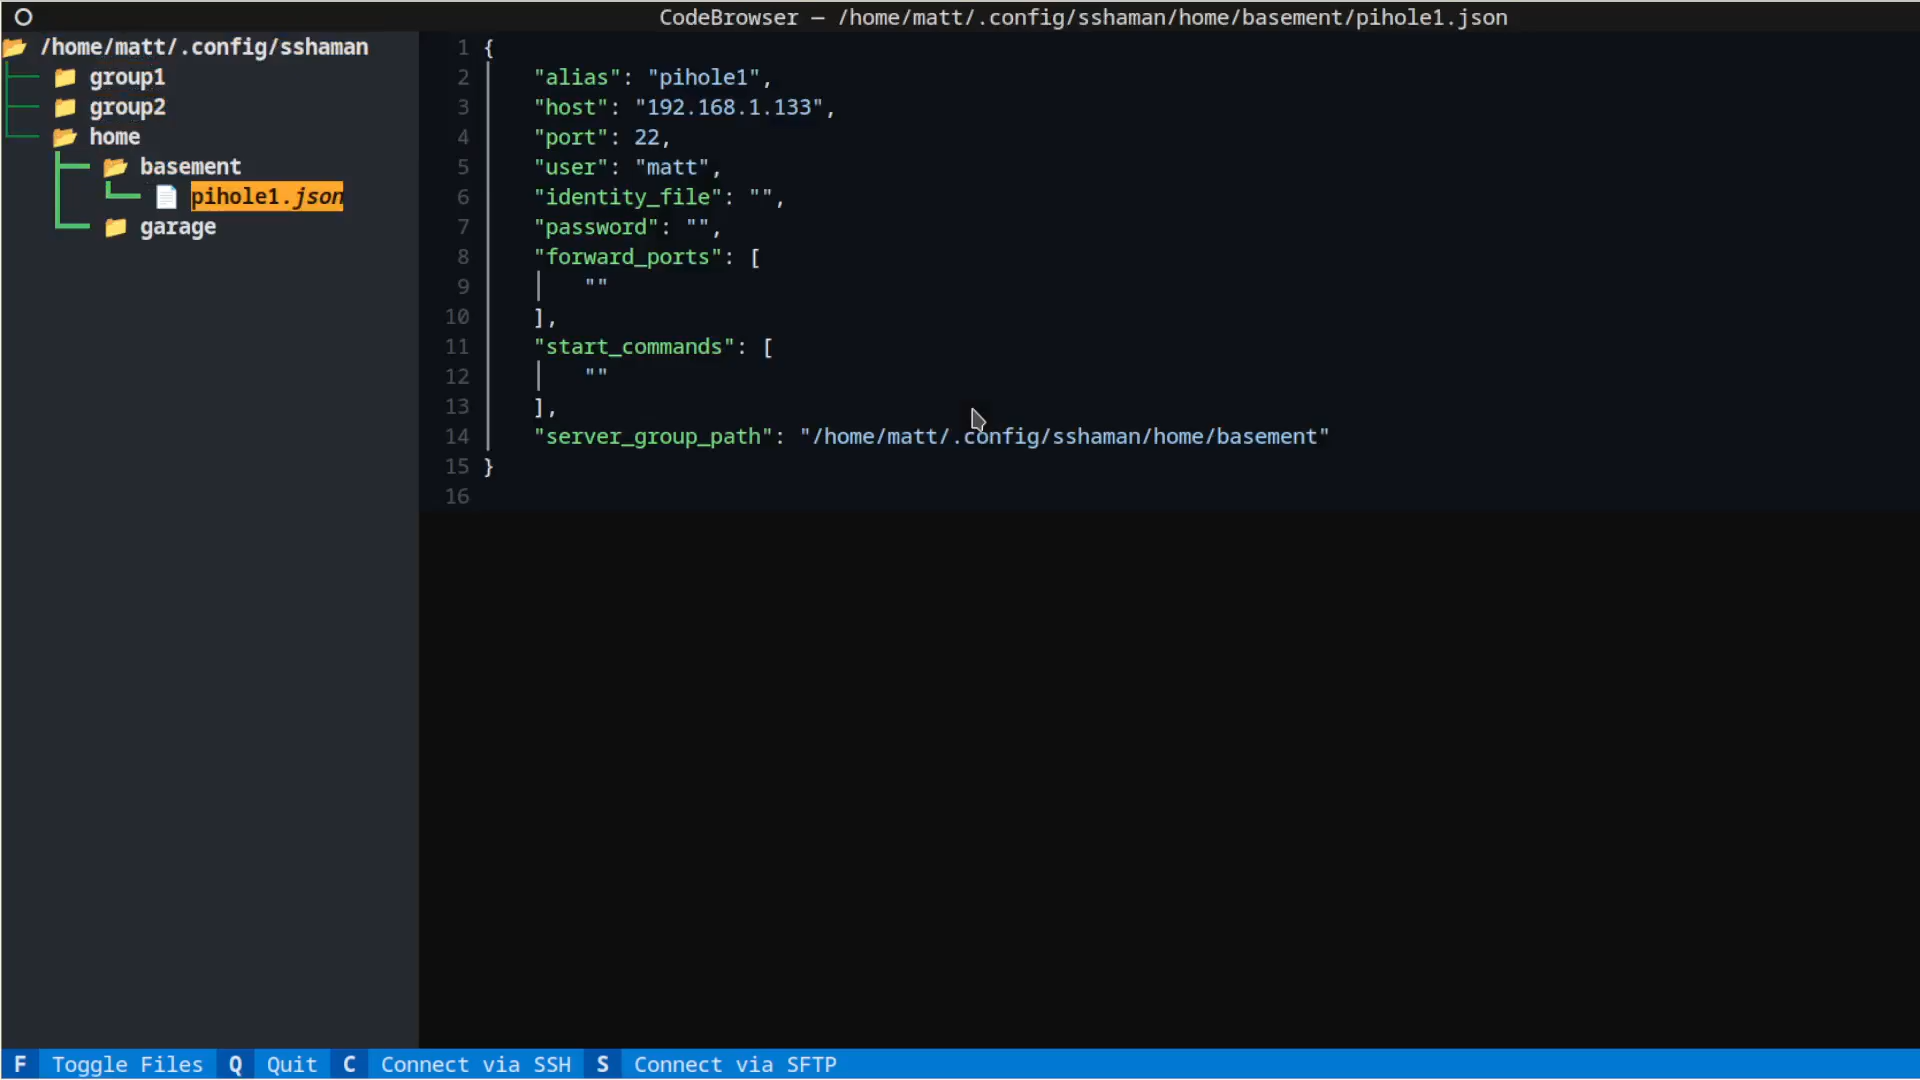 CodeBrowser — /home/matt/.config/sshaman/home/basement/pihole1.json
/home/matt/.config/sshaman
group1
group2
home
basement
pihole1.json
garage
1 {
2 "alias": "pihole1",
3 "host": "192.168.1.133",
4 "port": 22,
5 "user": "matt",
6 "identity_file": "",
7 "password": "",
8 "forward_ports": [
9 ""
10 ],
11 "start_commands": [
12 ""
13 ],
14 "server_group_path": "/home/matt/.config/sshaman/home/basement"
15 }
16
F Toggle Files Q Quit C Connect via SSH S Connect via SFTP